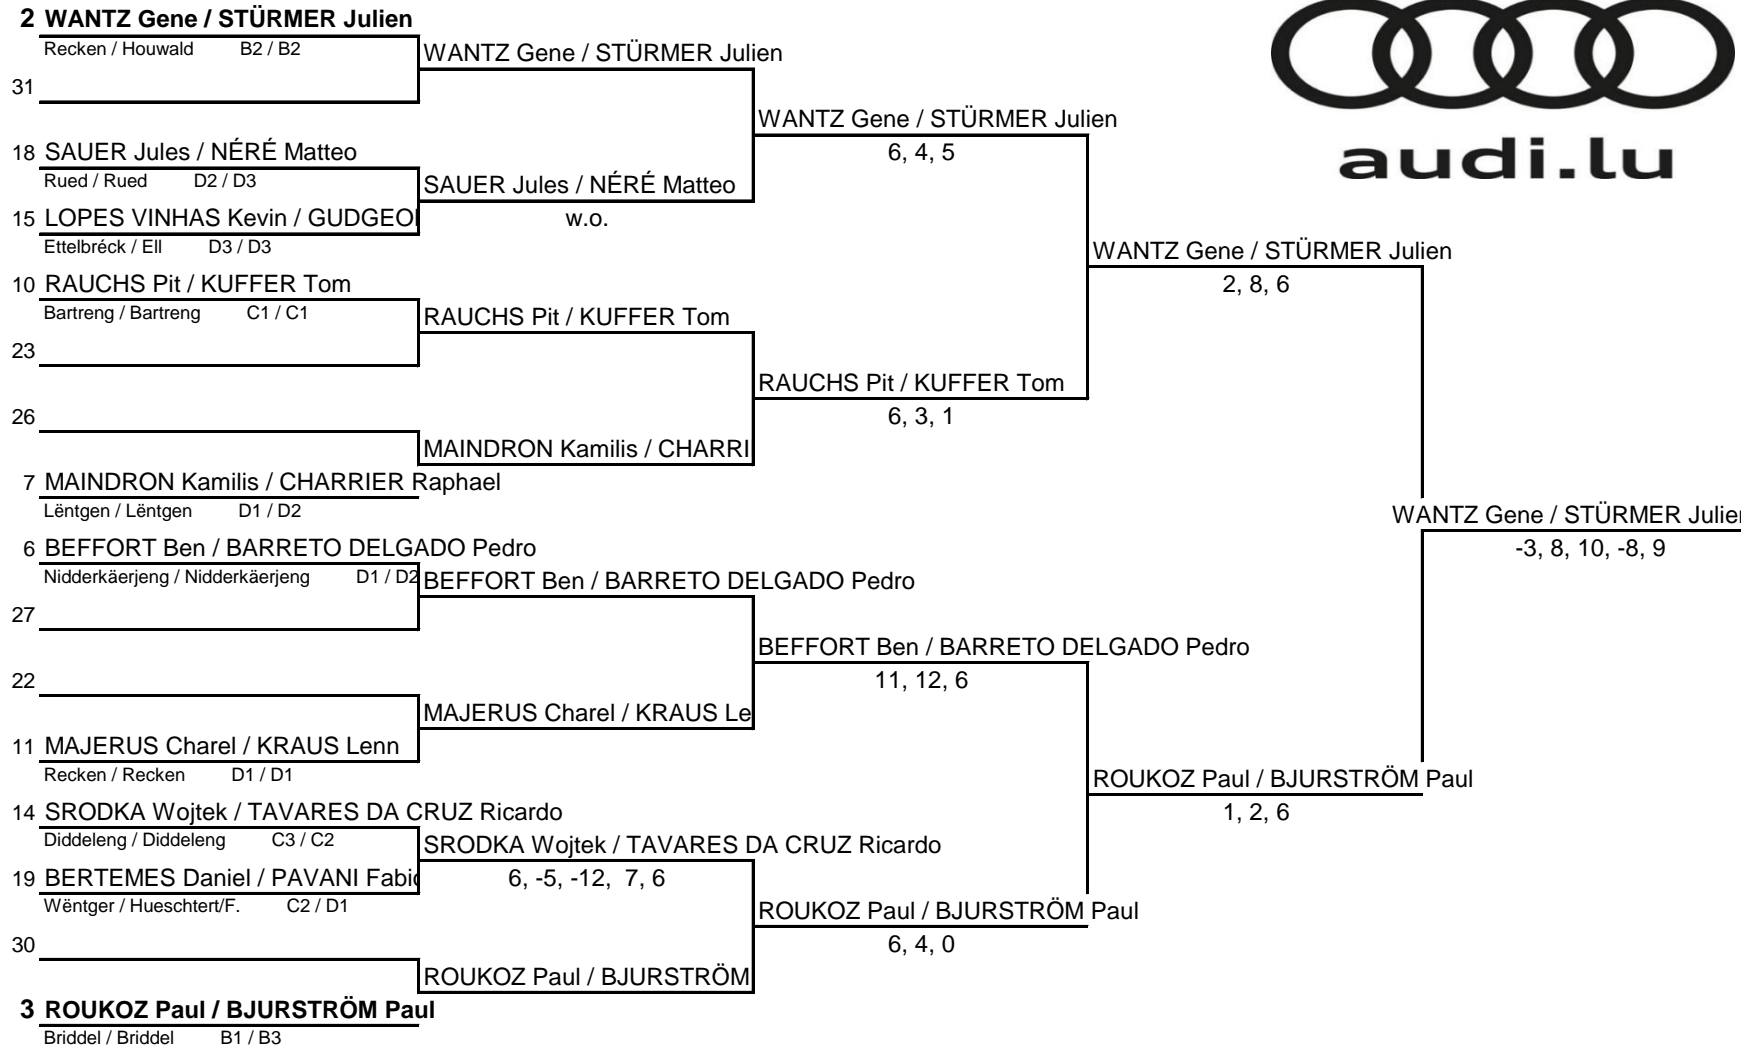 2 WANTZ Gene / STÜRMER Julien
Recken / Houwald B2 / B2
WANTZ Gene / STÜRMER Julien
31
WANTZ Gene / STÜRMER Julien
6, 4, 5
audi.lu
18 SAUER Jules / NÉRÉ Matteo
Rued / Rued D2 / D3
SAUER Jules / NÉRÉ Matteo
w.o.
15 LOPES VINHAS Kevin /
Ettelbréck / Ell D3 / D3
WANTZ Gene / STÜRMER Julien
2, 8, 6
10 RAUCHS Pit / KUFFER Tom
Bartreng / Bartreng C1 / C1
RAUCHS Pit / KUFFER Tom
23
RAUCHS Pit / KUFFER Tom
6, 3, 1
26
MAINDRON Kamilis / CHARRI
7 MAINDRON Kamilis / CHARRIER Raphael
Lëntgen / Lëntgen D1 / D2
WANTZ Gene / STÜRMER Julien
-3, 8, 10, -8, 9
6 BEFFORT Ben / BARRETO DELGADO Pedro
Nidderkäerjeng / Nidderkäerjeng D1 / D2
BEFFORT Ben / BARRETO DELGADO Pedro
27
BEFFORT Ben / BARRETO DELGADO Pedro
11, 12, 6
22
MAJERUS Charel / KRAUS Le
11 MAJERUS Charel / KRAUS Lenn
Recken / Recken D1 / D1
ROUKOZ Paul / BJURSTRÖM Paul
1, 2, 6
14 SRODKA Wojtek / TAVARES DA CRUZ Ricardo
Diddeleng / Diddeleng C3 / C2
SRODKA Wojtek / TAVARES DA CRUZ Ricardo
6, -5, -12, 7, 6
19 BERTEMES Daniel / PAVANI
Wëntger / Hueschtert/F. C2 / D1
ROUKOZ Paul / BJURSTRÖM Paul
6, 4, 0
30
ROUKOZ Paul / BJURSTRÖM
3 ROUKOZ Paul / BJURSTRÖM Paul
Briddel / Briddel B1 / B3